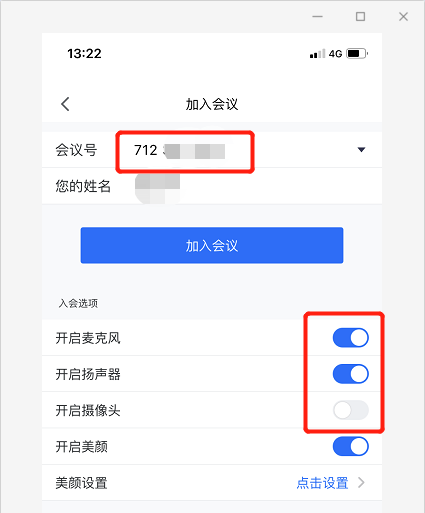 13:22 4G
加入会议
会议号 712
您的姓名
加入会议
入会选项
开启麦克风
开启扬声器
开启摄像头
开启美颜
美颜设置 点击设置